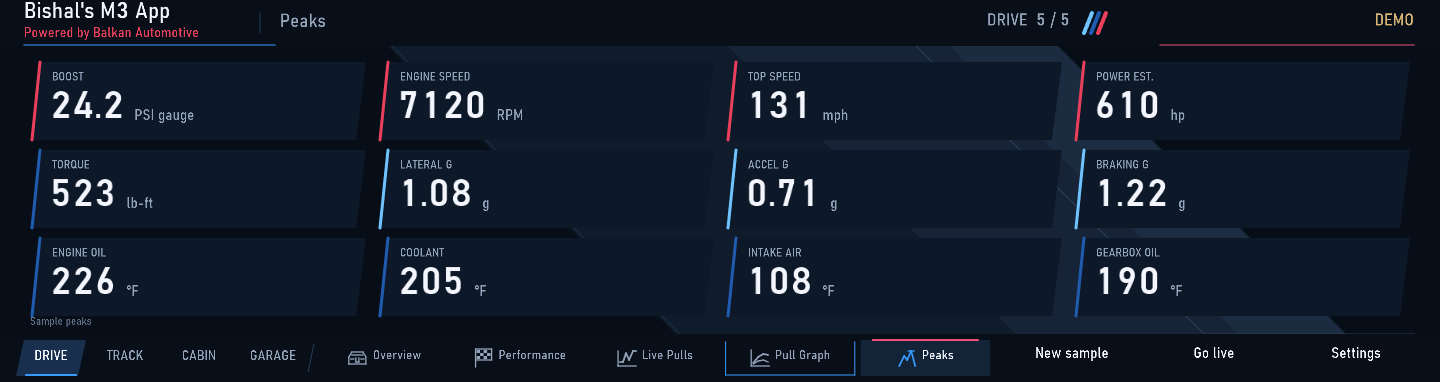 Bishal's M3 App
Powered by Balkan Automotive
Peaks
DRIVE 5 / 5
DEMO
BOOST
24.2 PSI gauge
ENGINE SPEED
7120 RPM
TOP SPEED
131 mph
POWER EST.
610 hp
TORQUE
523 lb-ft
LATERAL G
1.08 g
ACCEL G
0.71 g
BRAKING G
1.22 g
ENGINE OIL
226 °F
COOLANT
205 °F
INTAKE AIR
108 °F
GEARBOX OIL
190 °F
Sample peaks
DRIVE TRACK CABIN GARAGE Overview Performance Live Pulls Pull Graph Peaks New sample Go live Settings